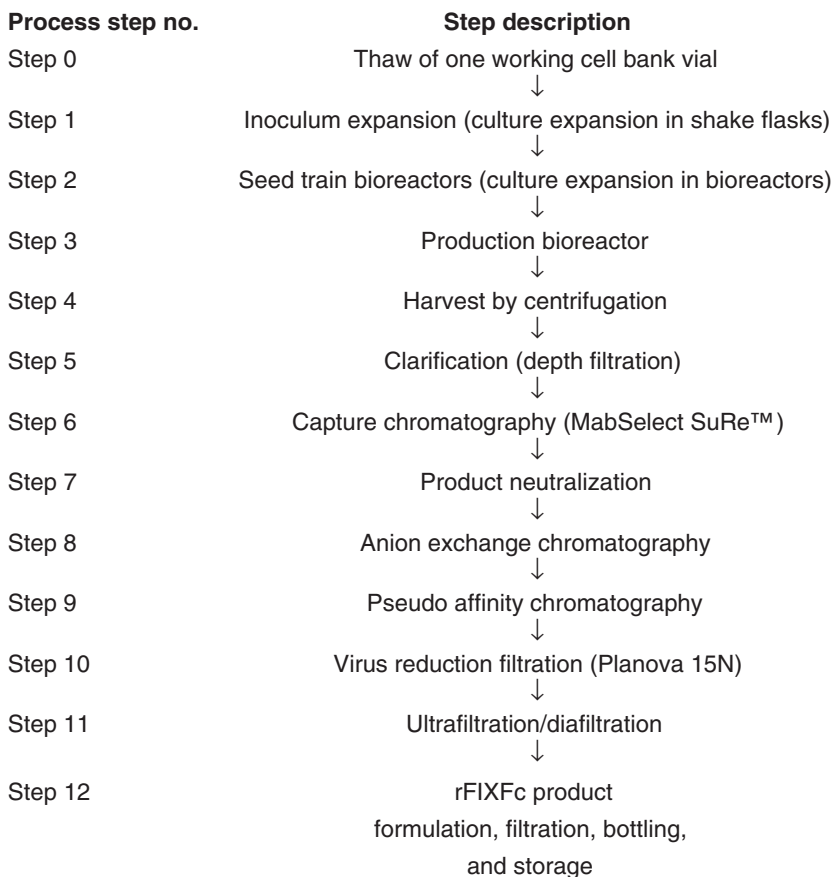 Process step no. Step description
Step 0 Thaw of one working cell bank vial
↓
Step 1 Inoculum expansion (culture expansion in shake flasks)
↓
Step 2 Seed train bioreactors (culture expansion in bioreactors)
↓
Step 3 Production bioreactor
↓
Step 4 Harvest by centrifugation
↓
Step 5 Clarification (depth filtration)
↓
Step 6 Capture chromatography (MabSelect SuRe™)
↓
Step 7 Product neutralization
↓
Step 8 Anion exchange chromatography
↓
Step 9 Pseudo affinity chromatography
↓
Step 10 Virus reduction filtration (Planova 15N)
↓
Step 11 Ultrafiltration/diafiltration
↓
Step 12 rFIXFc product
formulation, filtration, bottling,
and storage